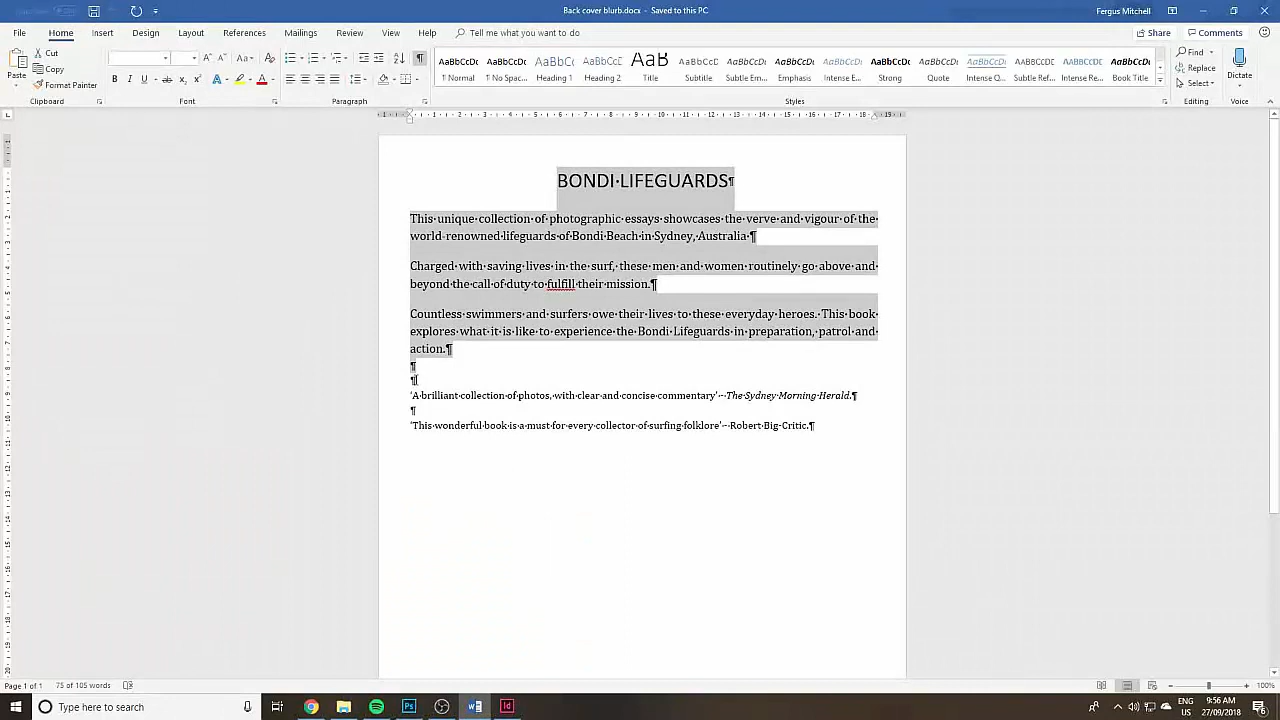 Back cover blurb.docx - Saved to this PC
Fergus Mitchell
File Home Insert Design Layout References Mailings Review View Help Tell me what you want to do
Share Comments
Paste
Cut
Copy
Format Painter
Clipboard
Font
Paragraph
AaBbCcDc AaBbCcDc AaBbC( AaBbCcC AaB AaBbCcD AaBbCcDc AaBbCcDt AaBbCcDt AaBbCcDc AaBbCcDt AaBbCcDt AABBCCDE AABBCCDE AaBbCcDt
¶ Normal ¶ No Spac... Heading 1 Heading 2 Title Subtitle Subtle Em... Emphasis Intense E... Strong Quote Intense Q... Subtle Ref... Intense Re... Book Title
Styles
Find
Replace
Select
Editing
Dictate
Voice
BONDI·LIFEGUARDS¶
This·unique·collection·of·photographic·essays·showcases·the·verve·and·vigour·of·the·
world-renowned·lifeguards·of·Bondi·Beach·in·Sydney,·Australia·¶
Charged·with·saving·lives·in·the·surf,·these·men·and·women·routinely·go·above·and·
beyond·the·call·of·duty·to·fulfill·their·mission.¶
Countless·swimmers·and·surfers·owe·their·lives·to·these·everyday·heroes.·This·book·
explores·what·it·is·like·to·experience·the·Bondi·Lifeguards·in·preparation,·patrol·and·
action.¶
¶
¶
'A·brilliant·collection·of·photos,·with·clear·and·concise·commentary'·-·The·Sydney·Morning·Herald.¶
¶
'This·wonderful·book·is·a·must·for·every·collector·of·surfing·folklore'·-·Robert·Big-Critic.¶
Page 1 of 1 75 of 105 words
100%
Type here to search
ENG
US
9:56 AM
27/09/2018